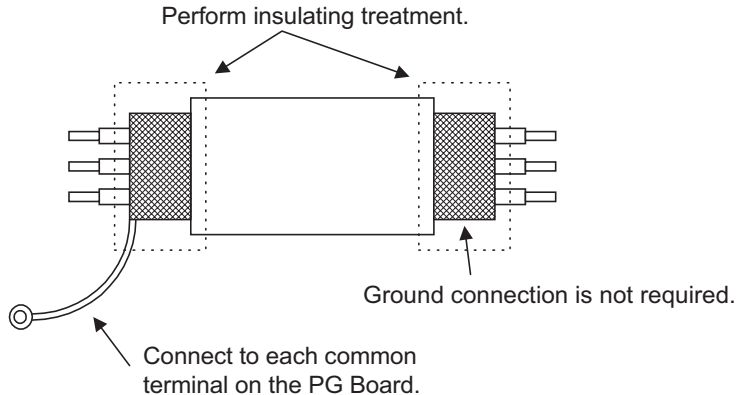 Perform insulating treatment.
Ground connection is not required.
Connect to each common
terminal on the PG Board.